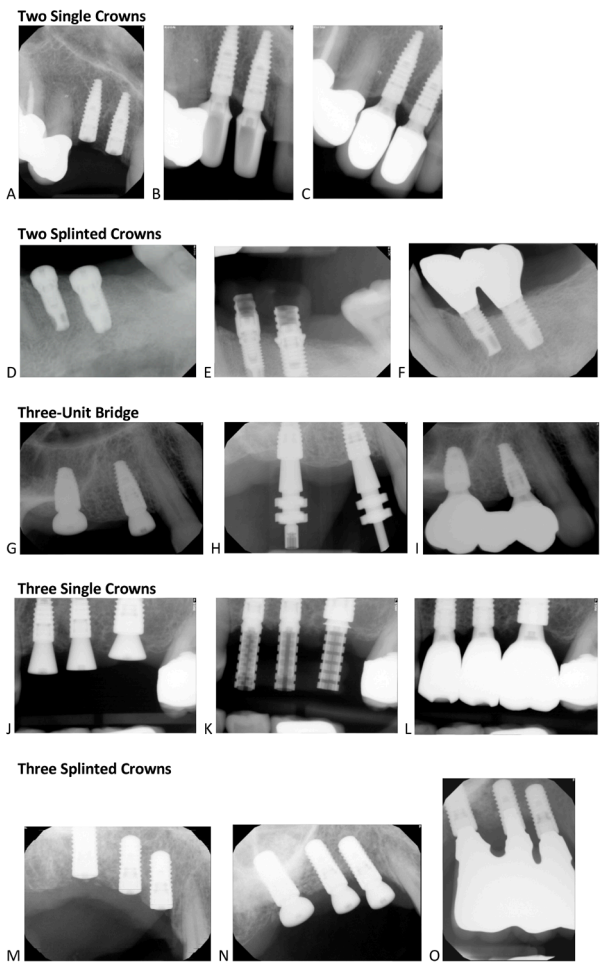 Two Single Crowns
A B C
Two Splinted Crowns
D E F
Three-Unit Bridge
G H I
Three Single Crowns
J K L
Three Splinted Crowns
M N O